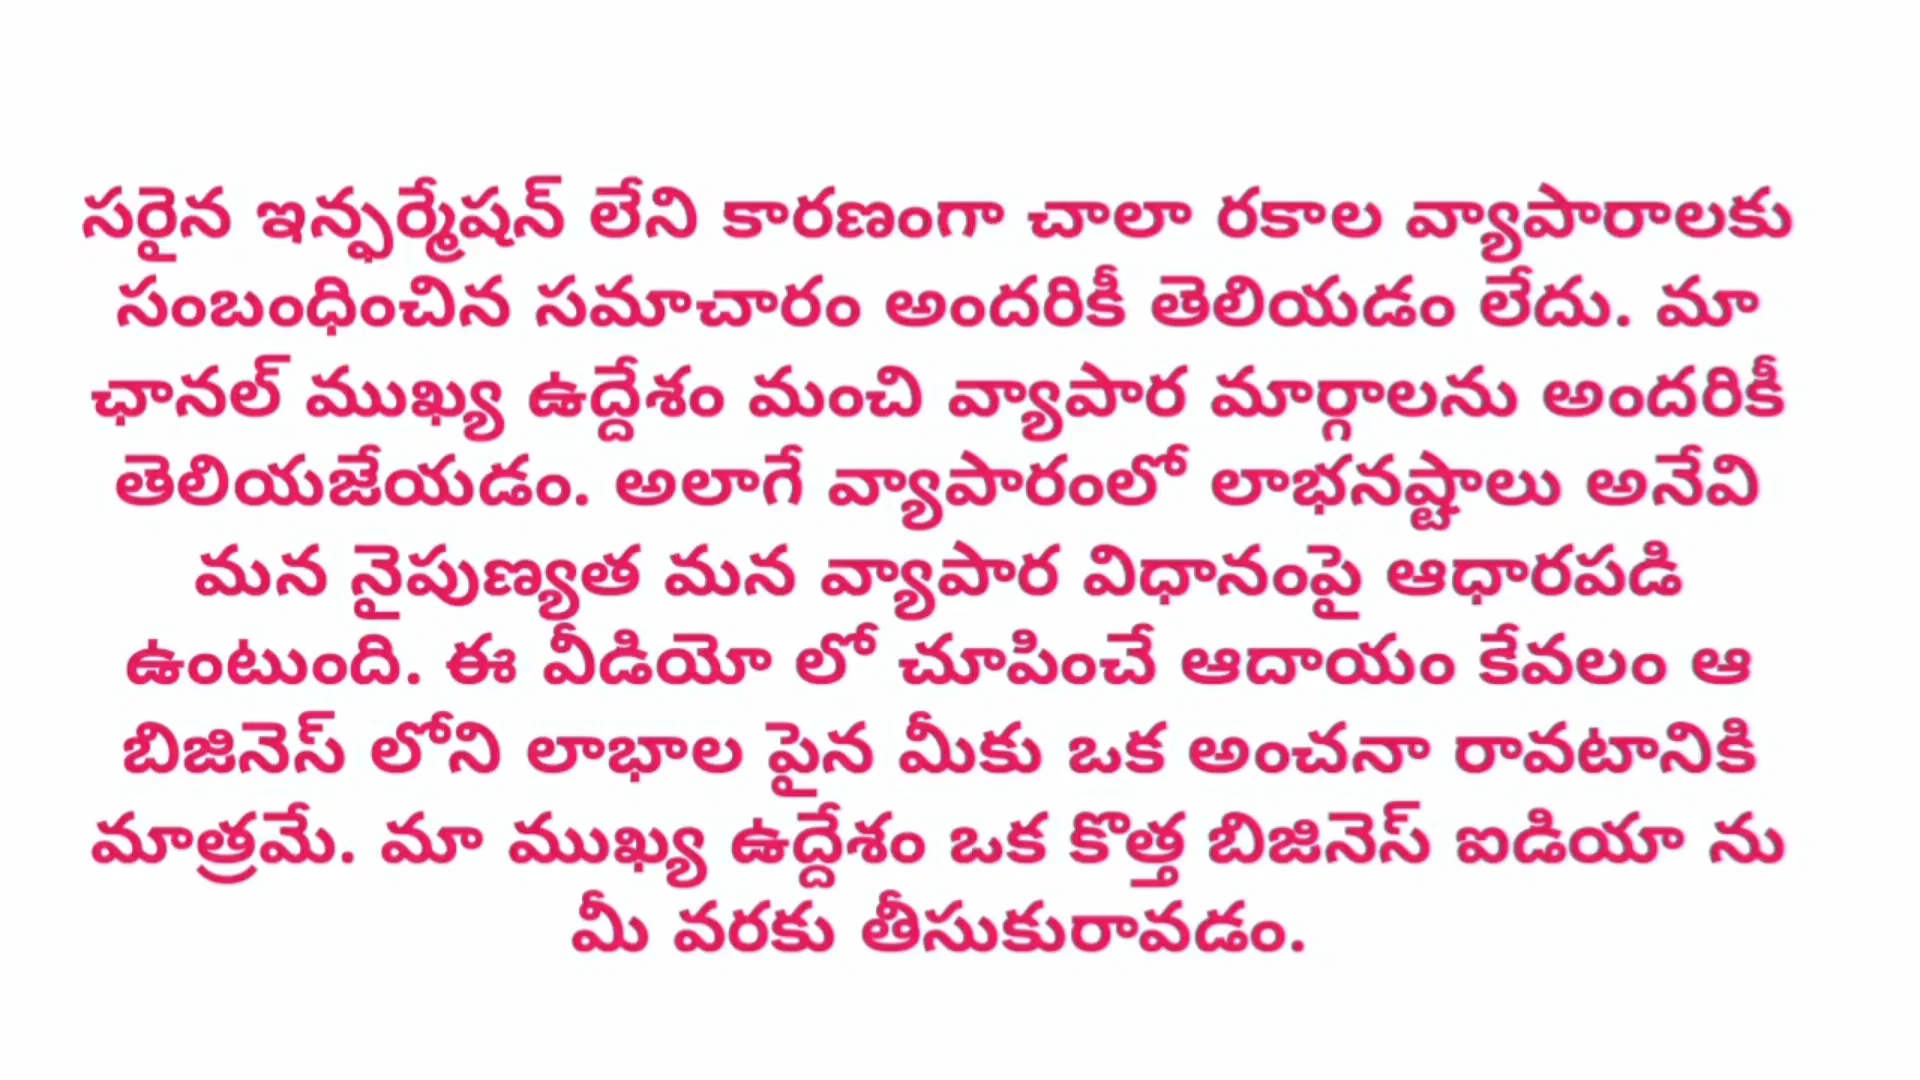 సరైన ఇన్ఫర్మేషన్ లేని కారణంగా చాలా రకాల వ్యాపారాలకు
సంబంధించిన సమాచారం అందరికీ తెలియడం లేదు. మా
ఛానల్ ముఖ్య ఉద్దేశం మంచి వ్యాపార మార్గాలను అందరికీ
తెలియజేయడం. అలాగే వ్యాపారంలో లాభనష్టాలు అనేవి
మన నైపుణ్యత మన వ్యాపార విధానంపై ఆధారపడి
ఉంటుంది. ఈ వీడియో లో చూపించే ఆదాయం కేవలం ఆ
బిజినెస్ లోని లాభాల పైన మీకు ఒక అంచనా రావటానికి
మాత్రమే. మా ముఖ్య ఉద్దేశం ఒక కొత్త బిజినెస్ ఐడియా ను
మీ వరకు తీసుకురావడం.